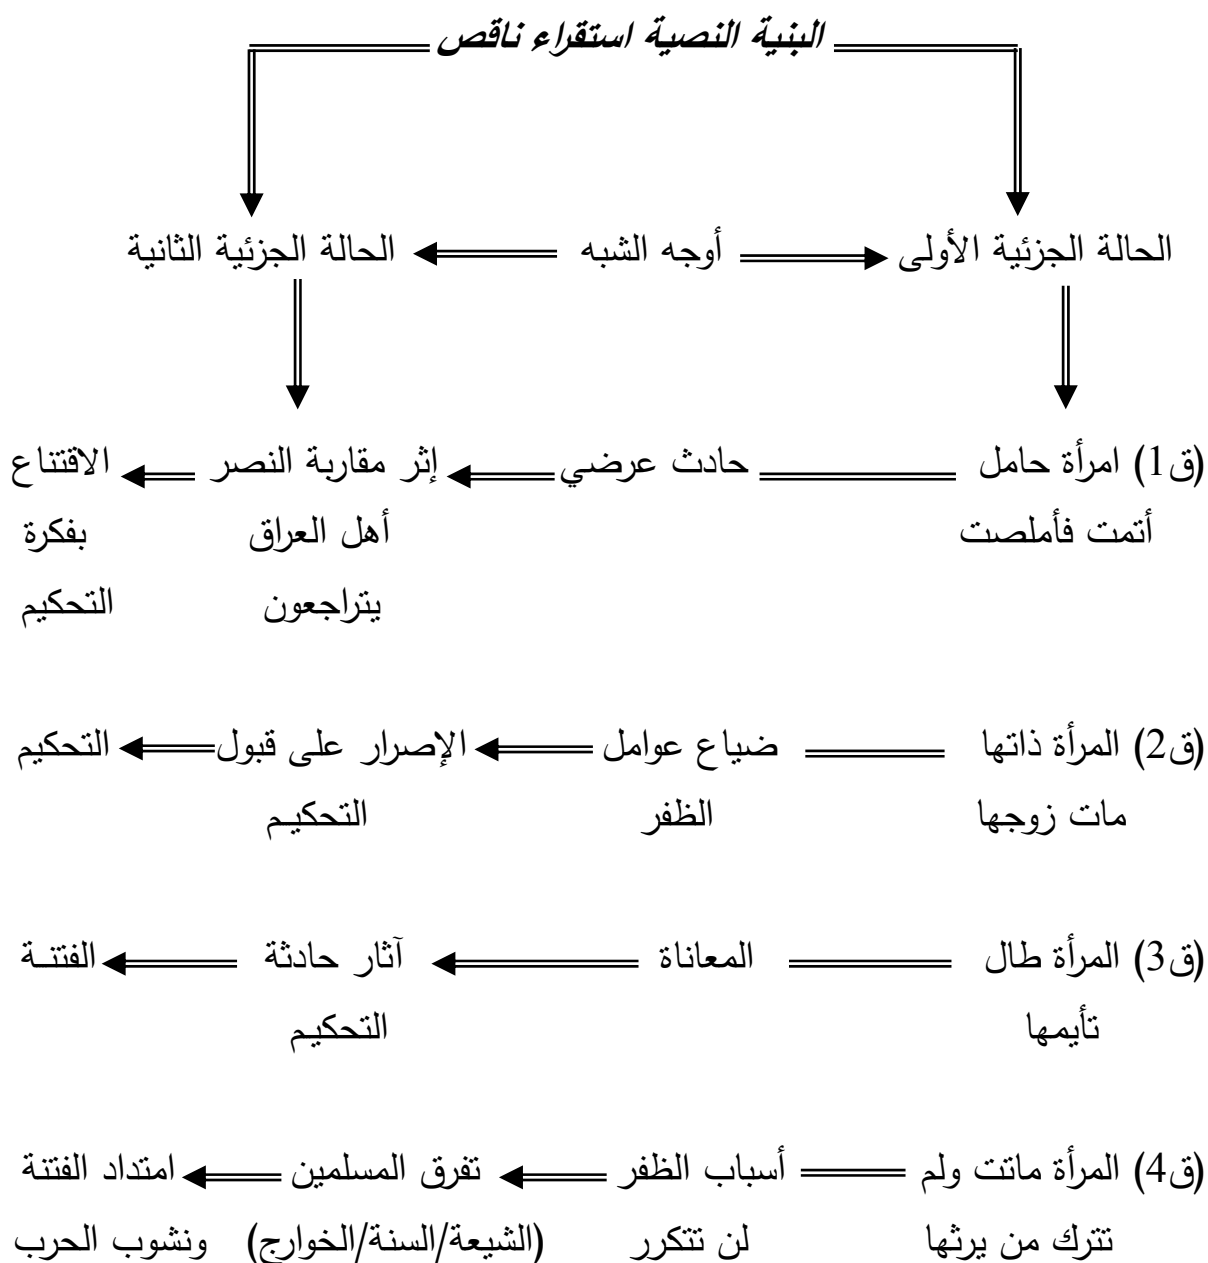 البنية النصية استقراء ناقص
الحالة الجزئية الأولى أوجه الشبه الحالة الجزئية الثانية
(ق1) امرأة حامل حادث عرضي إثر مقاربة النصر الاقتناع
أتمت فأملصت أهل العراق بفكرة
يتراجعون التحكيم
(ق2) المرأة ذاتها ضياع عوامل الإصرار على قبول التحكيم
مات زوجها الظفر التحكيم
(ق3) المرأة طال المعاناة آثار حادثة الفتنة
تأيمها التحكيم
(ق4) المرأة ماتت ولم أسباب الظفر تفرق المسلمين امتداد الفتنة
تترك من يرثها لن تتكرر (الشيعة/السنة/الخوارج) ونشوب الحرب